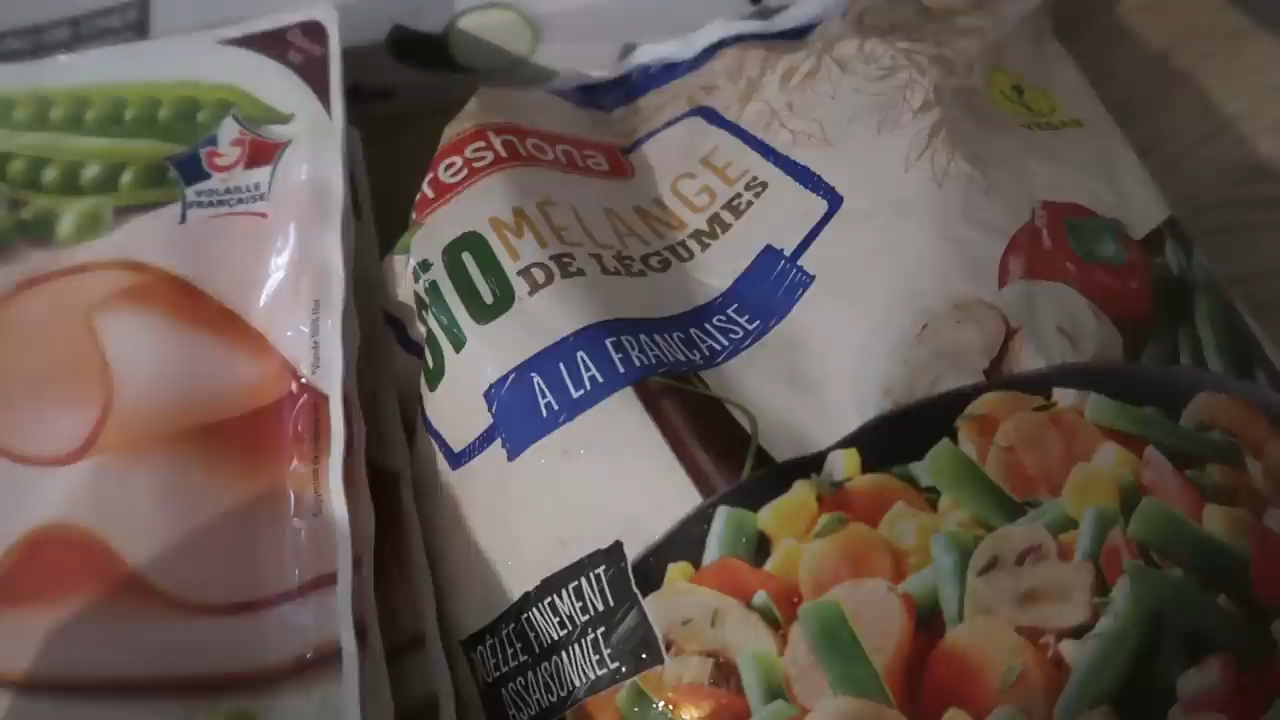 VOLAILLE
FRANÇAISE
reshona
BIO
MÉLANGE
DE LÉGUMES
À LA FRANÇAISE
VEGAN
POÊLÉE FINEMENT
ASSAISONNÉE